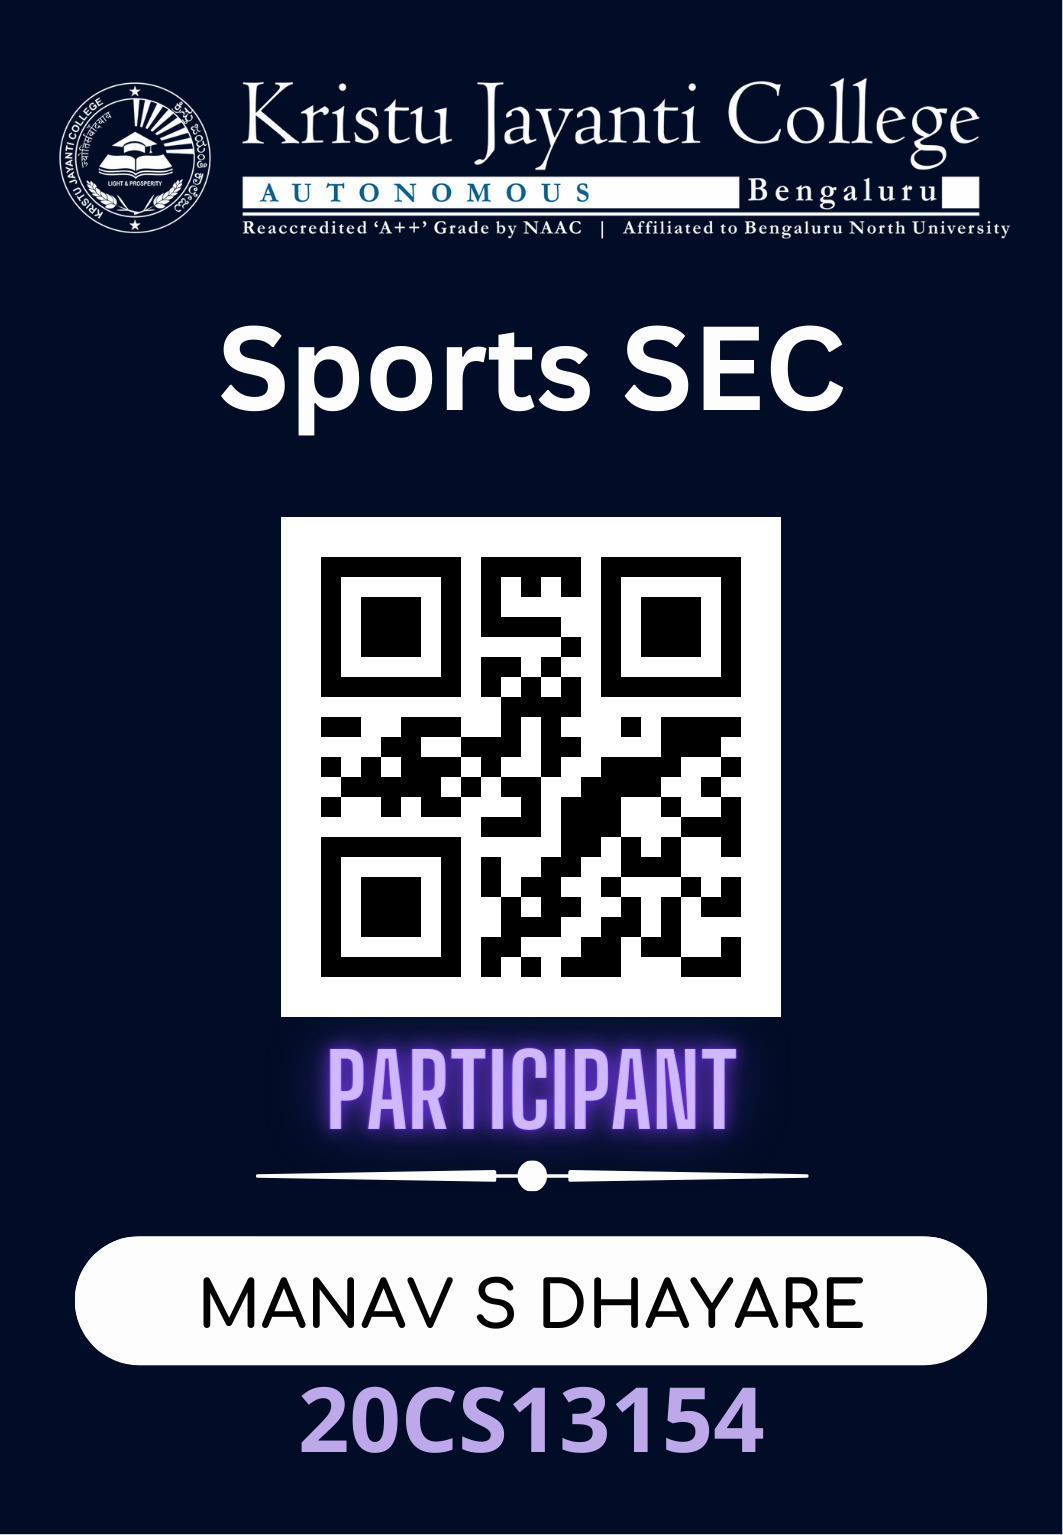 KRISTU JAYANTI COLLEGE
ज्योतिसंवादयाय
LIGHT & PROSPERITY
Kristu Jayanti College
AUTONOMOUS Bengaluru
Reaccredited ‘A++’ Grade by NAAC | Affiliated to Bengaluru North University
Sports SEC
PARTICIPANT
MANAV S DHAYARE
20CS13154